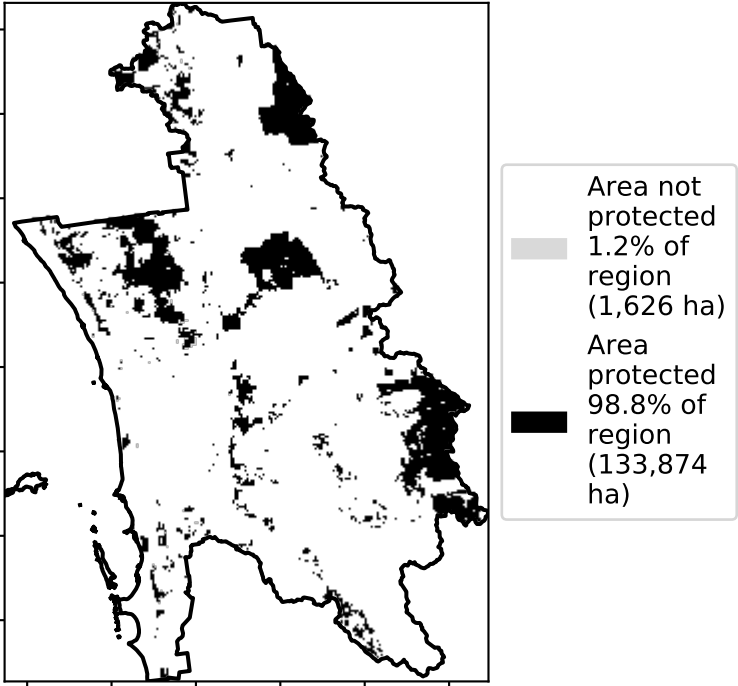 Area not
protected
1.2% of
region
(1,626 ha)
Area
protected
98.8% of
region
(133,874
ha)